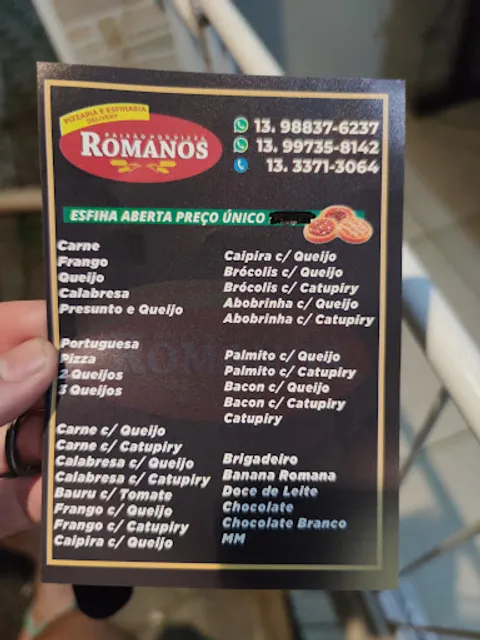 PIZZARIA E ESFIHARIA
DELIVERY
PAIXÃO POR PIZZA
ROMANOS
13. 98837-6237
13. 99735-8142
13. 3371-3064
ESFIHA ABERTA PREÇO ÚNICO
Carne
Frango
Queijo
Calabresa
Presunto e Queijo
Portuguesa
Pizza
2 Queijos
3 Queijos
Carne c/ Queijo
Carne c/ Catupiry
Calabresa c/ Queijo
Calabresa c/ Catupiry
Bauru c/ Tomate
Frango c/ Queijo
Frango c/ Catupiry
Caipira c/ Queijo
Caipira c/ Queijo
Brócolis c/ Queijo
Brócolis c/ Catupiry
Abobrinha c/ Queijo
Abobrinha c/ Catupiry
Palmito c/ Queijo
Palmito c/ Catupiry
Bacon c/ Queijo
Bacon c/ Catupiry
Catupiry
Brigadeiro
Banana Romana
Doce de Leite
Chocolate
Chocolate Branco
MM